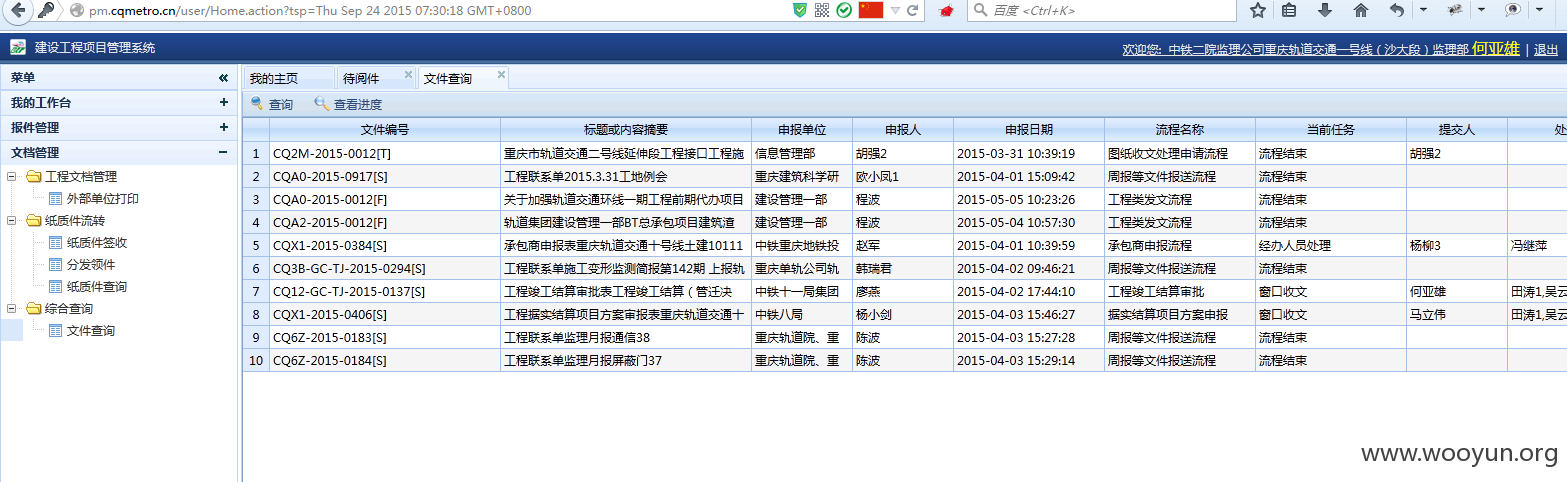 pm.cqmetro.cn/user/Home.action?tsp=Thu Sep 24 2015 07:30:18 GMT+0800
百度 <Ctrl+K>
建设工程项目管理系统
欢迎您: 中铁二院监理公司重庆轨道交通一号线（沙大段）监理部 何亚雄 | 退出
菜单 «
我的主页 待阅件 文件查询
我的工作台 +
查询 查看进度
报件管理 +
文档管理 −
文件编号 标题或内容摘要 申报单位 申报人 申报日期 流程名称 当前任务 提交人 处
1 CQ2M-2015-0012[T] 重庆市轨道交通二号线延伸段工程接口工程施 信息管理部 胡强2 2015-03-31 10:39:19 图纸收文处理申请流程 流程结束 胡强2
2 CQA0-2015-0917[S] 工程联系单2015.3.31工地例会 重庆建筑科学研 欧小凤1 2015-04-01 15:09:42 周报等文件报送流程 流程结束
3 CQA0-2015-0012[F] 关于加强轨道交通环线一期工程前期代办项目 建设管理一部 程波 2015-05-05 10:23:26 工程类发文流程 流程结束
4 CQA2-2015-0012[F] 轨道集团建设管理一部BT总承包项目建筑渣 建设管理一部 程波 2015-05-04 10:57:30 工程类发文流程 流程结束
5 CQX1-2015-0384[S] 承包商申报表重庆轨道交通十号线土建10111 中铁重庆地铁投 赵军 2015-04-01 10:39:59 承包商申报流程 经办人员处理 杨柳3 冯继萍
6 CQ3B-GC-TJ-2015-0294[S] 工程联系单施工变形监测简报第142期 上报轨 重庆单轨公司轨 韩瑞君 2015-04-02 09:46:21 周报等文件报送流程 流程结束
7 CQ12-GC-TJ-2015-0137[S] 工程竣工结算审批表工程竣工结算（管迁决 中铁十一局集团 廖燕 2015-04-02 17:44:10 工程竣工结算审批 窗口收文 何亚雄 田涛1,吴云
8 CQX1-2015-0406[S] 工程据实结算项目方案审报表重庆轨道交通十 中铁八局 杨小剑 2015-04-03 15:46:27 据实结算项目方案申报 窗口收文 马立伟 田涛1,吴云
9 CQ6Z-2015-0183[S] 工程联系单监理月报通信38 重庆轨道院、重 陈波 2015-04-03 15:27:28 周报等文件报送流程 流程结束
10 CQ6Z-2015-0184[S] 工程联系单监理月报屏蔽门37 重庆轨道院、重 陈波 2015-04-03 15:29:14 周报等文件报送流程 流程结束
工程文档管理
外部单位打印
纸质件流转
纸质件签收
分发领件
纸质件查询
综合查询
文件查询
www.wooyun.org